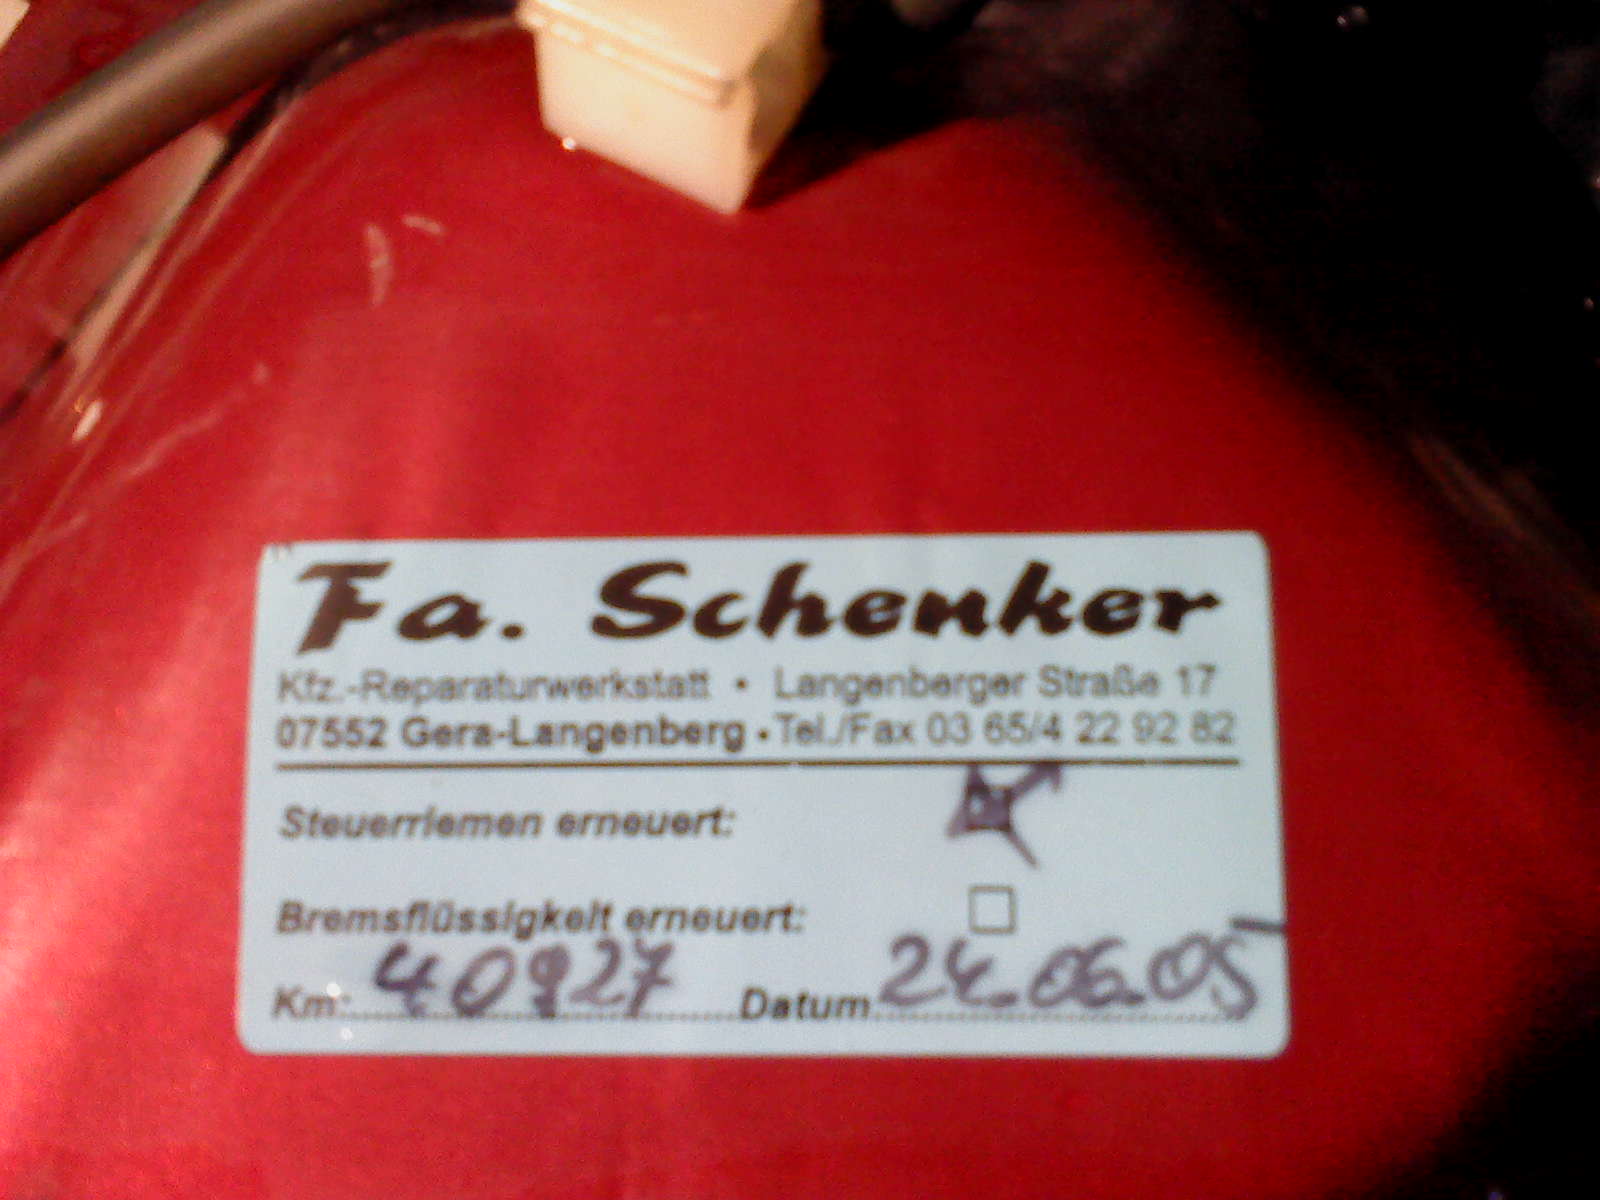 Fa. Schenker
Kfz.-Reparaturwerkstatt • Langenberger Straße 17
07552 Gera-Langenberg • Tel./Fax 03 65/4 22 92 82
Steuerriemen erneuert:
Bremsflüssigkeit erneuert:
Km: 40927 Datum 24.06.05